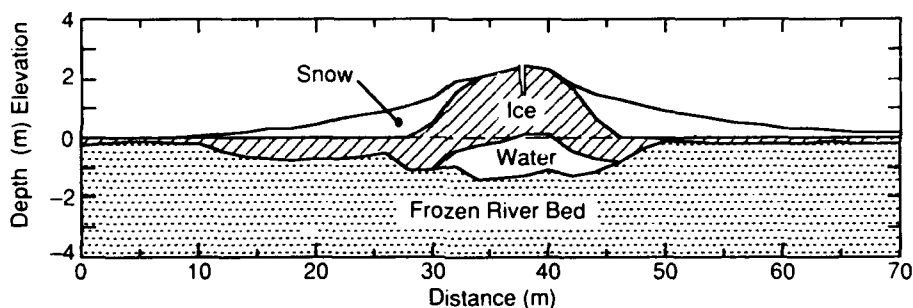 Depth (m) Elevation
4
2
0
−2
−4
Snow
Ice
Water
Frozen River Bed
0 10 20 30 40 50 60 70
Distance (m)